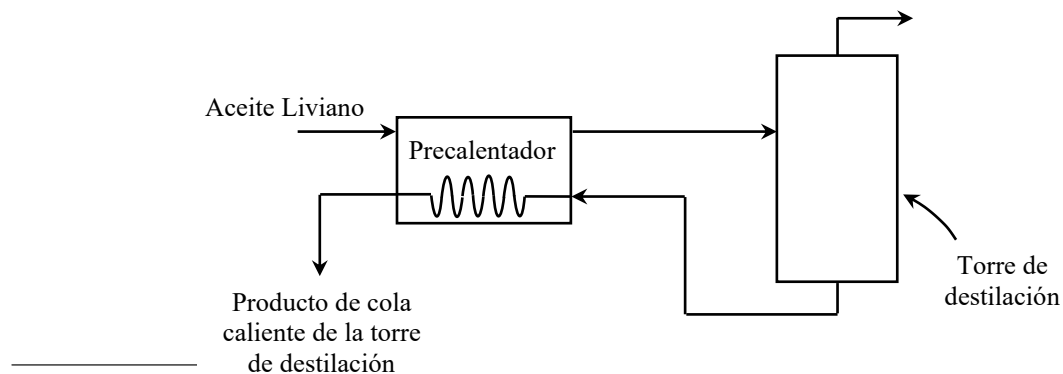 Aceite Liviano
Precalentador
Torre de
destilación
Producto de cola
caliente de la torre
de destilación